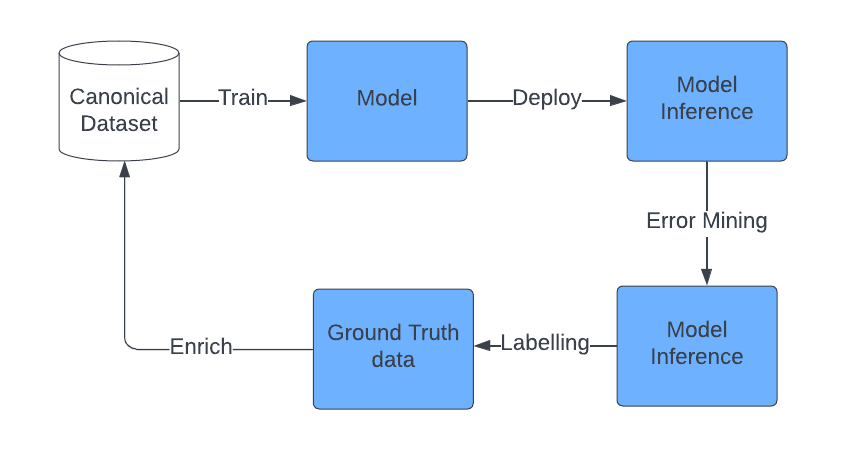 Canonical
Dataset
Train
Model
Deploy
Model
Inference
Error Mining
Model
Inference
Labelling
Ground Truth
data
Enrich